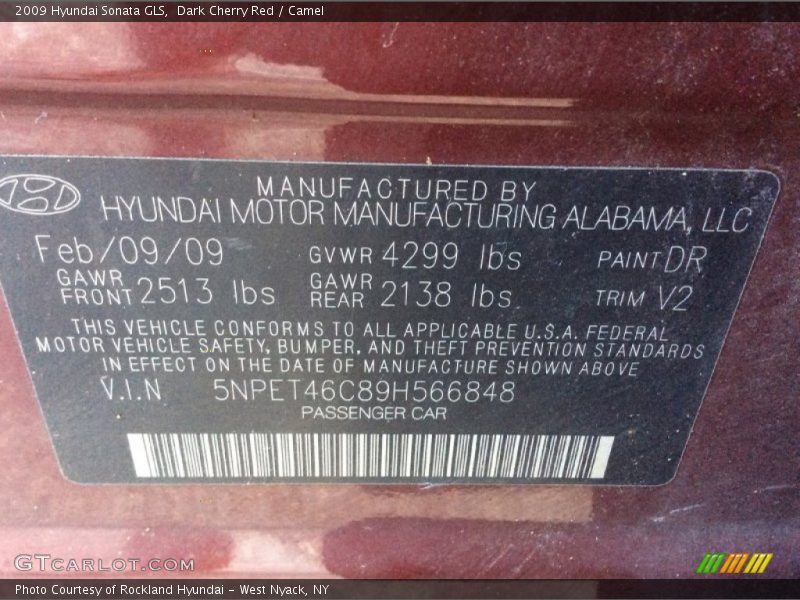 2009 Hyundai Sonata GLS, Dark Cherry Red / Camel
MANUFACTURED BY
HYUNDAI MOTOR MANUFACTURING ALABAMA, LLC
Feb/09/09 GVWR 4299 lbs PAINT DR
GAWR FRONT 2513 lbs GAWR REAR 2138 lbs TRIM V2
THIS VEHICLE CONFORMS TO ALL APPLICABLE U.S.A. FEDERAL
MOTOR VEHICLE SAFETY, BUMPER, AND THEFT PREVENTION STANDARDS
IN EFFECT ON THE DATE OF MANUFACTURE SHOWN ABOVE
V.I.N 5NPET46C89H566848
PASSENGER CAR
GTCARLOT.COM
Photo Courtesy of Rockland Hyundai - West Nyack, NY